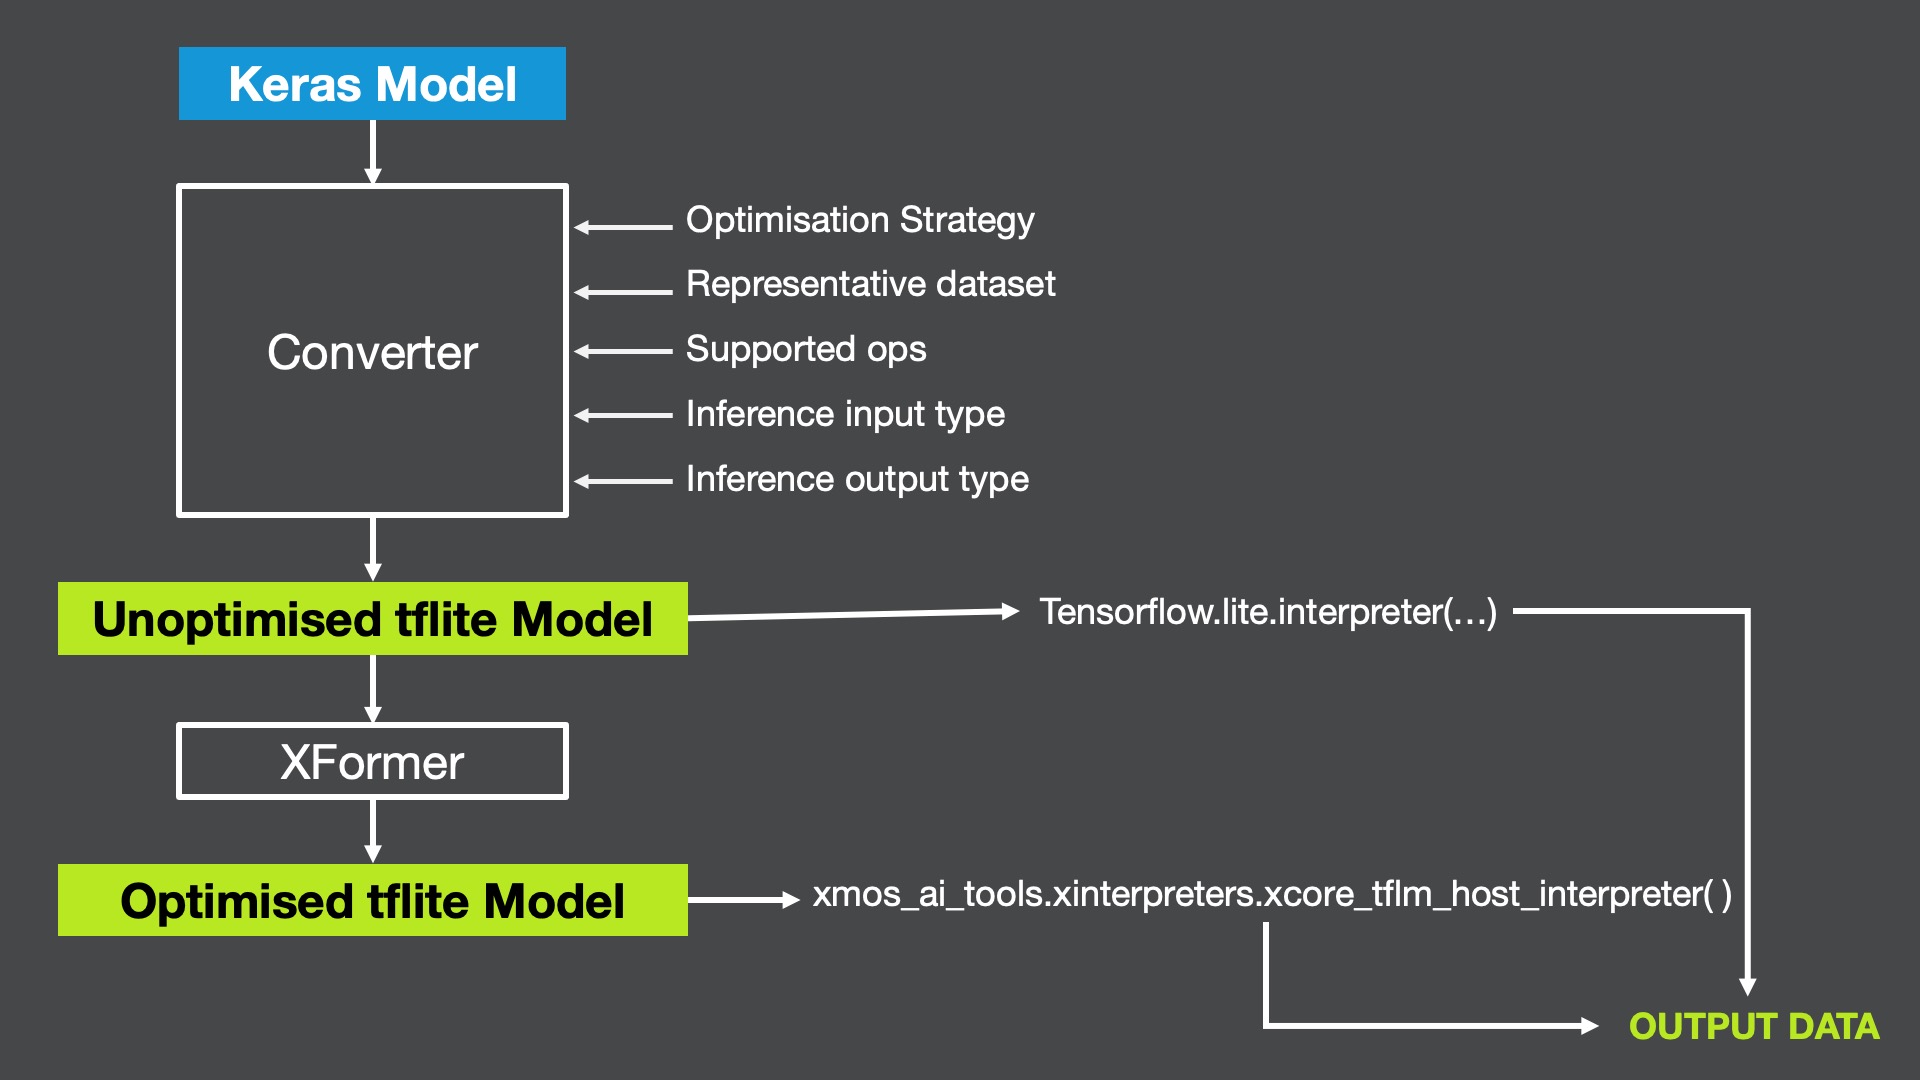 Keras Model
Converter
Optimisation Strategy
Representative dataset
Supported ops
Inference input type
Inference output type
Unoptimised tflite Model
Tensorflow.lite.interpreter(…)
XFormer
Optimised tflite Model
xmos_ai_tools.xinterpreters.xcore_tflm_host_interpreter( )
OUTPUT DATA